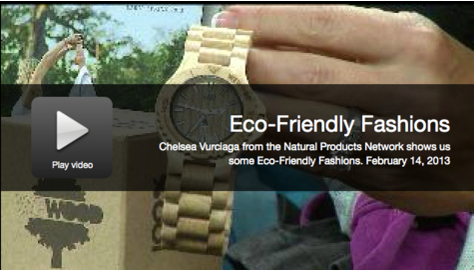 Eco-Friendly Fashions
Chelsea Vurciaga from the Natural Products Network shows us
some Eco-Friendly Fashions. February 14, 2013
Play video
WOOD